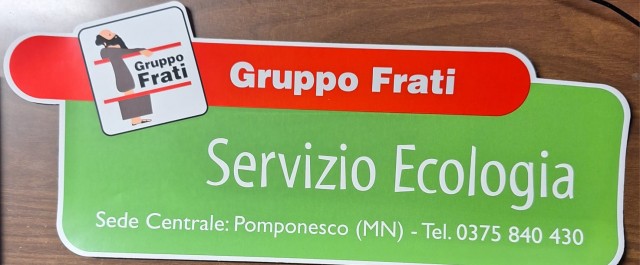 Gruppo
Frati
Gruppo Frati
Servizio Ecologia
Sede Centrale: Pomponesco (MN) - Tel. 0375 840 430